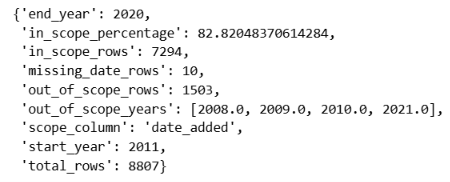 {'end_year': 2020,
'in_scope_percentage': 82.82048370614284,
'in_scope_rows': 7294,
'missing_date_rows': 10,
'out_of_scope_rows': 1503,
'out_of_scope_years': [2008.0, 2009.0, 2010.0, 2021.0],
'scope_column': 'date_added',
'start_year': 2011,
'total_rows': 8807}